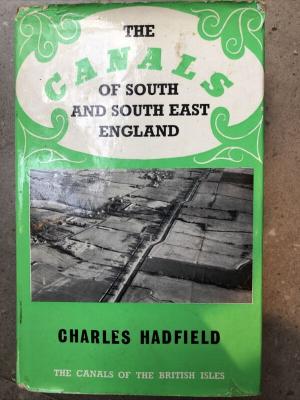 THE
CANALS
OF SOUTH
AND SOUTH EAST
ENGLAND
CHARLES HADFIELD
THE CANALS OF THE BRITISH ISLES